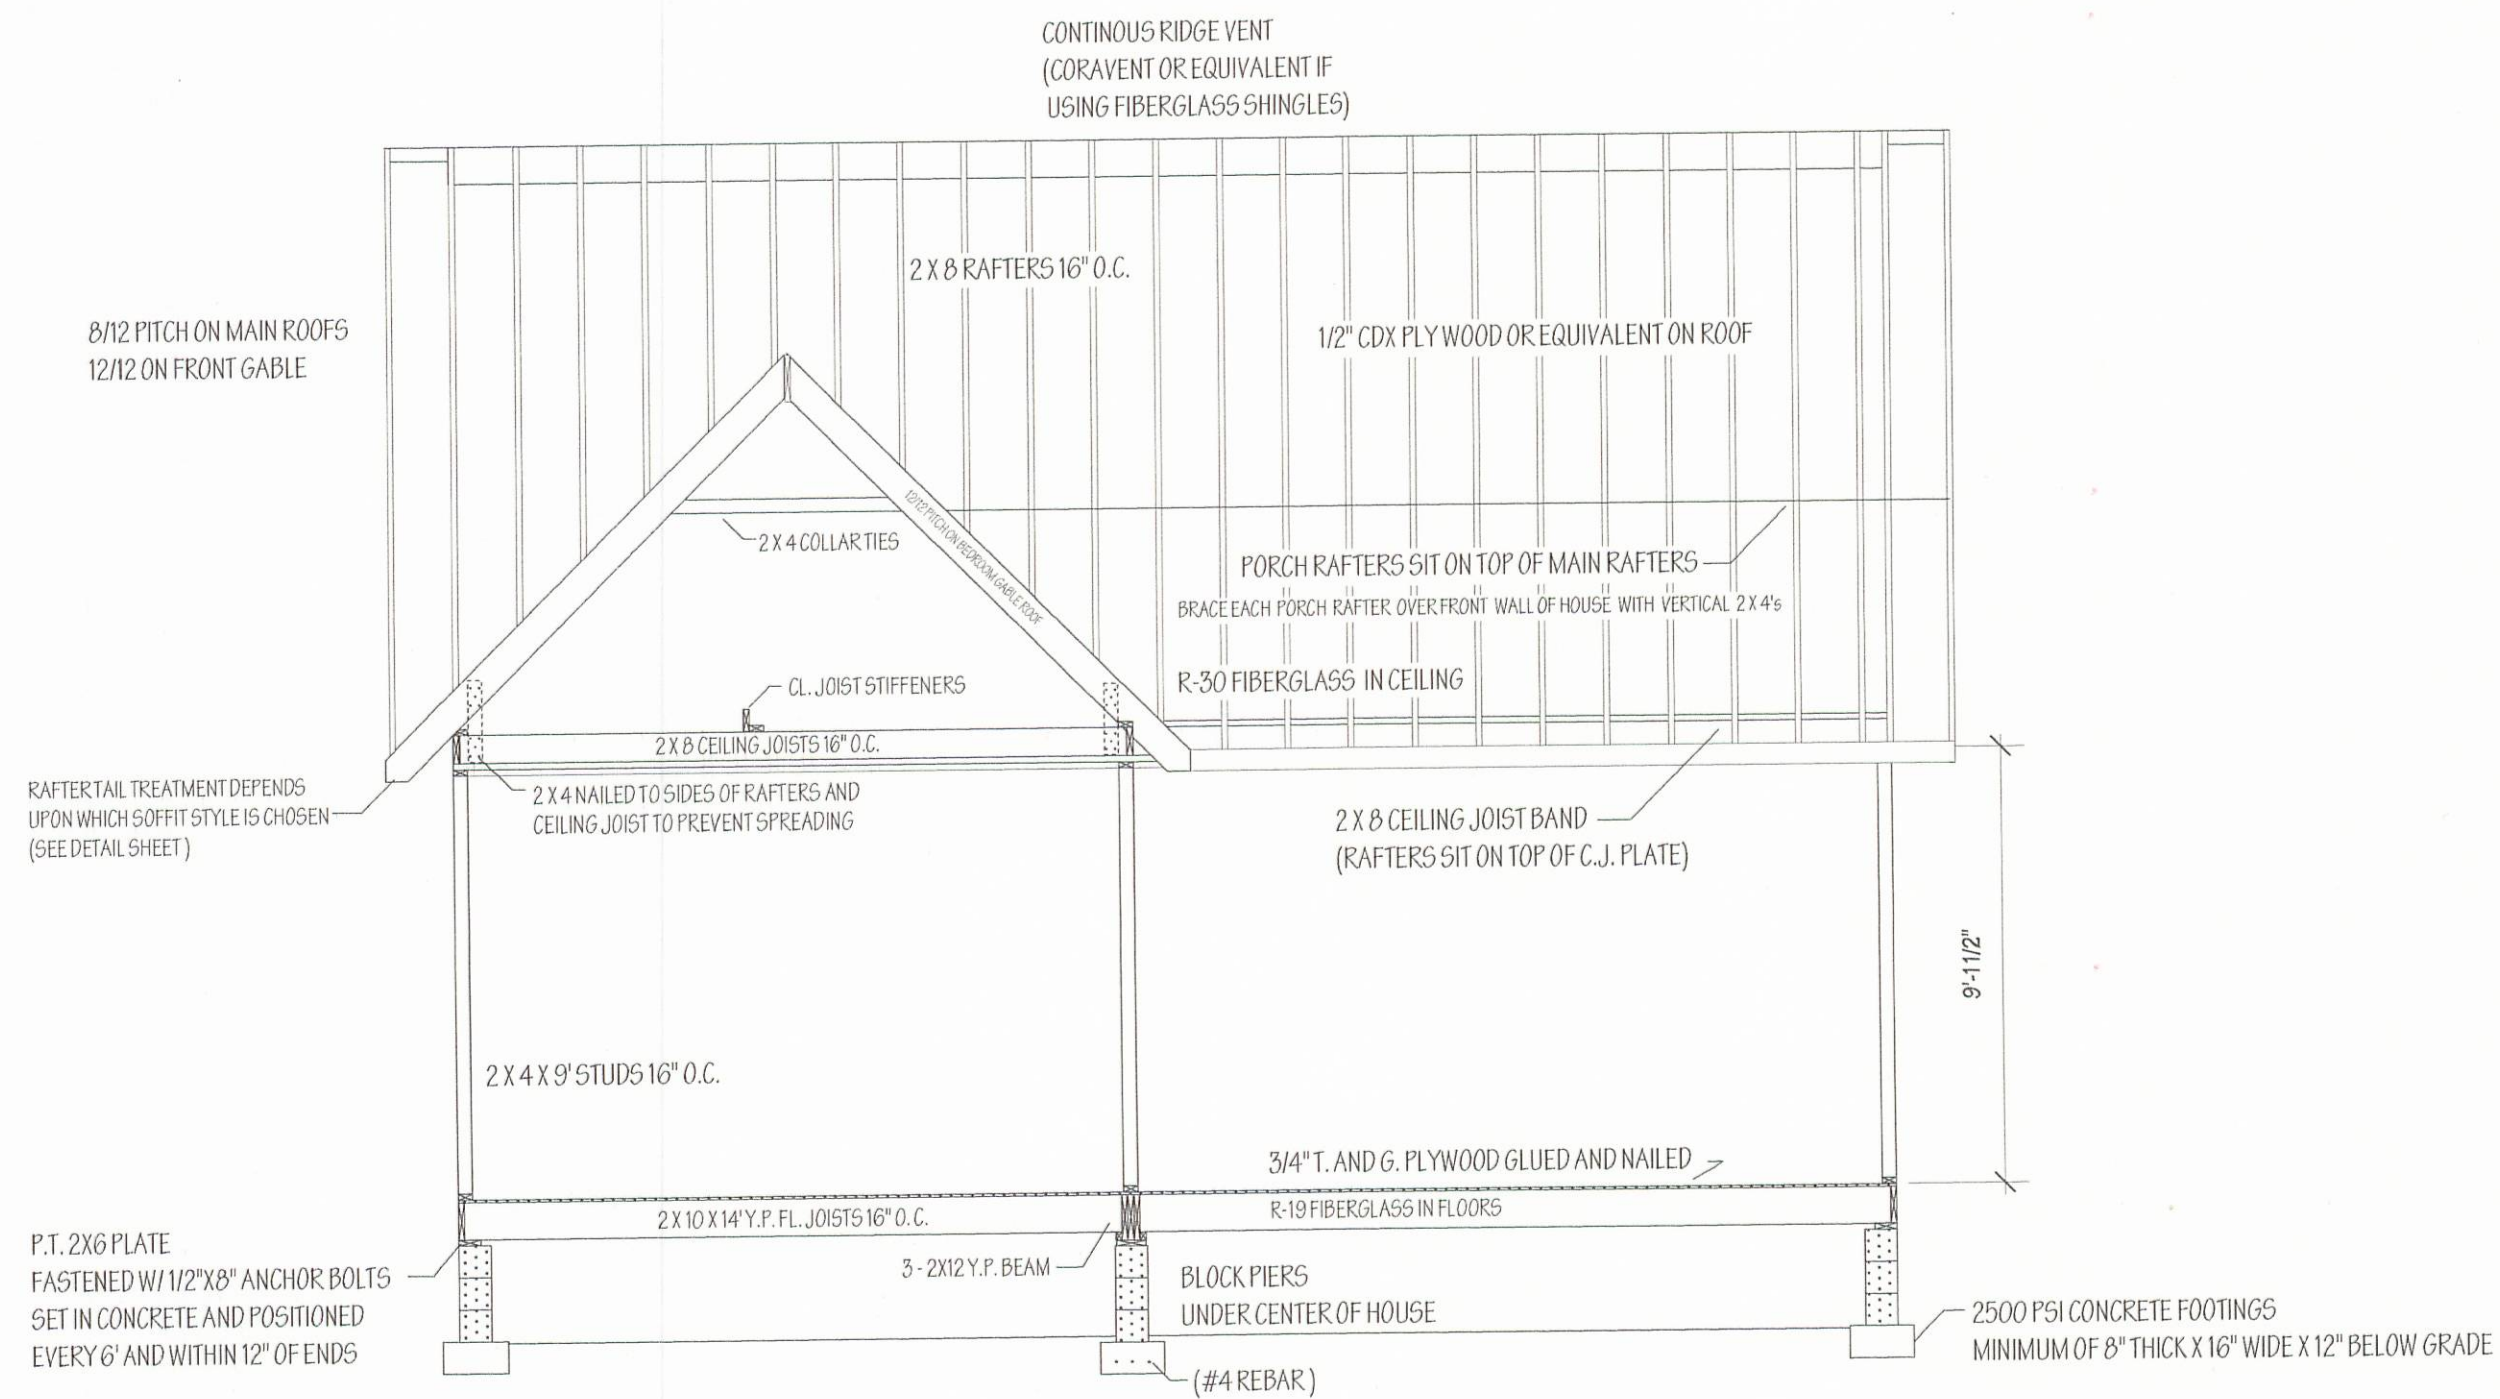 CONTINOUS RIDGE VENT
(CORAVENT OR EQUIVALENT IF
USING FIBERGLASS SHINGLES)
2 X 8 RAFTERS 16" O.C.
8/12 PITCH ON MAIN ROOFS
12/12 ON FRONT GABLE
1/2" CDX PLYWOOD OR EQUIVALENT ON ROOF
12/12 PITCH ON BEDROOM GABLE ROOF
2 X 4 COLLAR TIES
PORCH RAFTERS SIT ON TOP OF MAIN RAFTERS
BRACE EACH PORCH RAFTER OVER FRONT WALL OF HOUSE WITH VERTICAL 2 X 4's
CL. JOIST STIFFENERS
R-30 FIBERGLASS IN CEILING
2 X 8 CEILING JOISTS 16" O.C.
RAFTER TAIL TREATMENT DEPENDS
UPON WHICH SOFFIT STYLE IS CHOSEN
(SEE DETAIL SHEET)
2 X 4 NAILED TO SIDES OF RAFTERS AND
CEILING JOIST TO PREVENT SPREADING
2 X 8 CEILING JOIST BAND
(RAFTERS SIT ON TOP OF C.J. PLATE)
9'-1 1/2"
2 X 4 X 9' STUDS 16" O.C.
3/4" T. AND G. PLYWOOD GLUED AND NAILED
2 X 10 X 14' Y.P. FL. JOISTS 16" O.C.
R-19 FIBERGLASS IN FLOORS
P.T. 2X6 PLATE
FASTENED W/ 1/2"X8" ANCHOR BOLTS
SET IN CONCRETE AND POSITIONED
EVERY 6' AND WITHIN 12" OF ENDS
3 - 2X12 Y.P. BEAM
BLOCK PIERS
UNDER CENTER OF HOUSE
2500 PSI CONCRETE FOOTINGS
MINIMUM OF 8" THICK X 16" WIDE X 12" BELOW GRADE
(#4 REBAR)